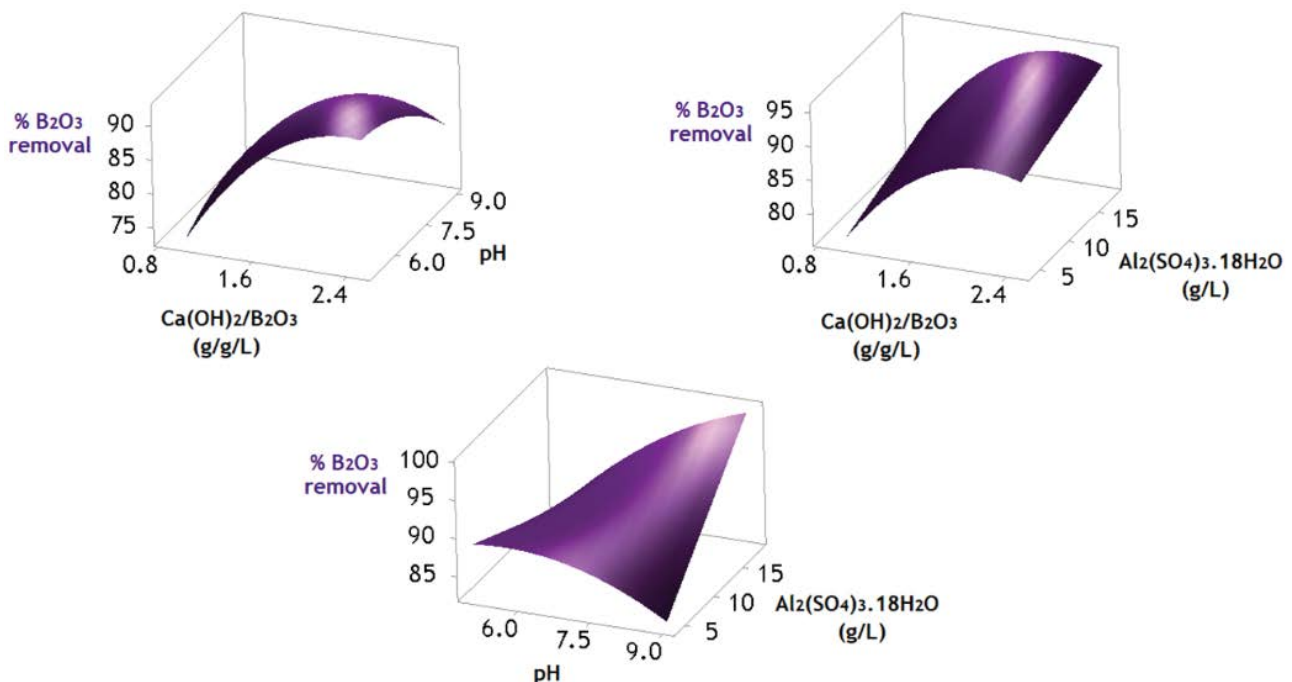 % B₂O₃
removal
90
85
80
75
0.8
1.6
2.4
Ca(OH)₂/B₂O₃
(g/g/L)
6.0
7.5
9.0
pH
% B₂O₃
removal
95
90
85
80
0.8
1.6
2.4
Ca(OH)₂/B₂O₃
(g/g/L)
5
10
15
Al₂(SO₄)₃.18H₂O
(g/L)
% B₂O₃
removal
100
95
90
85
6.0
7.5
9.0
pH
5
10
15
Al₂(SO₄)₃.18H₂O
(g/L)